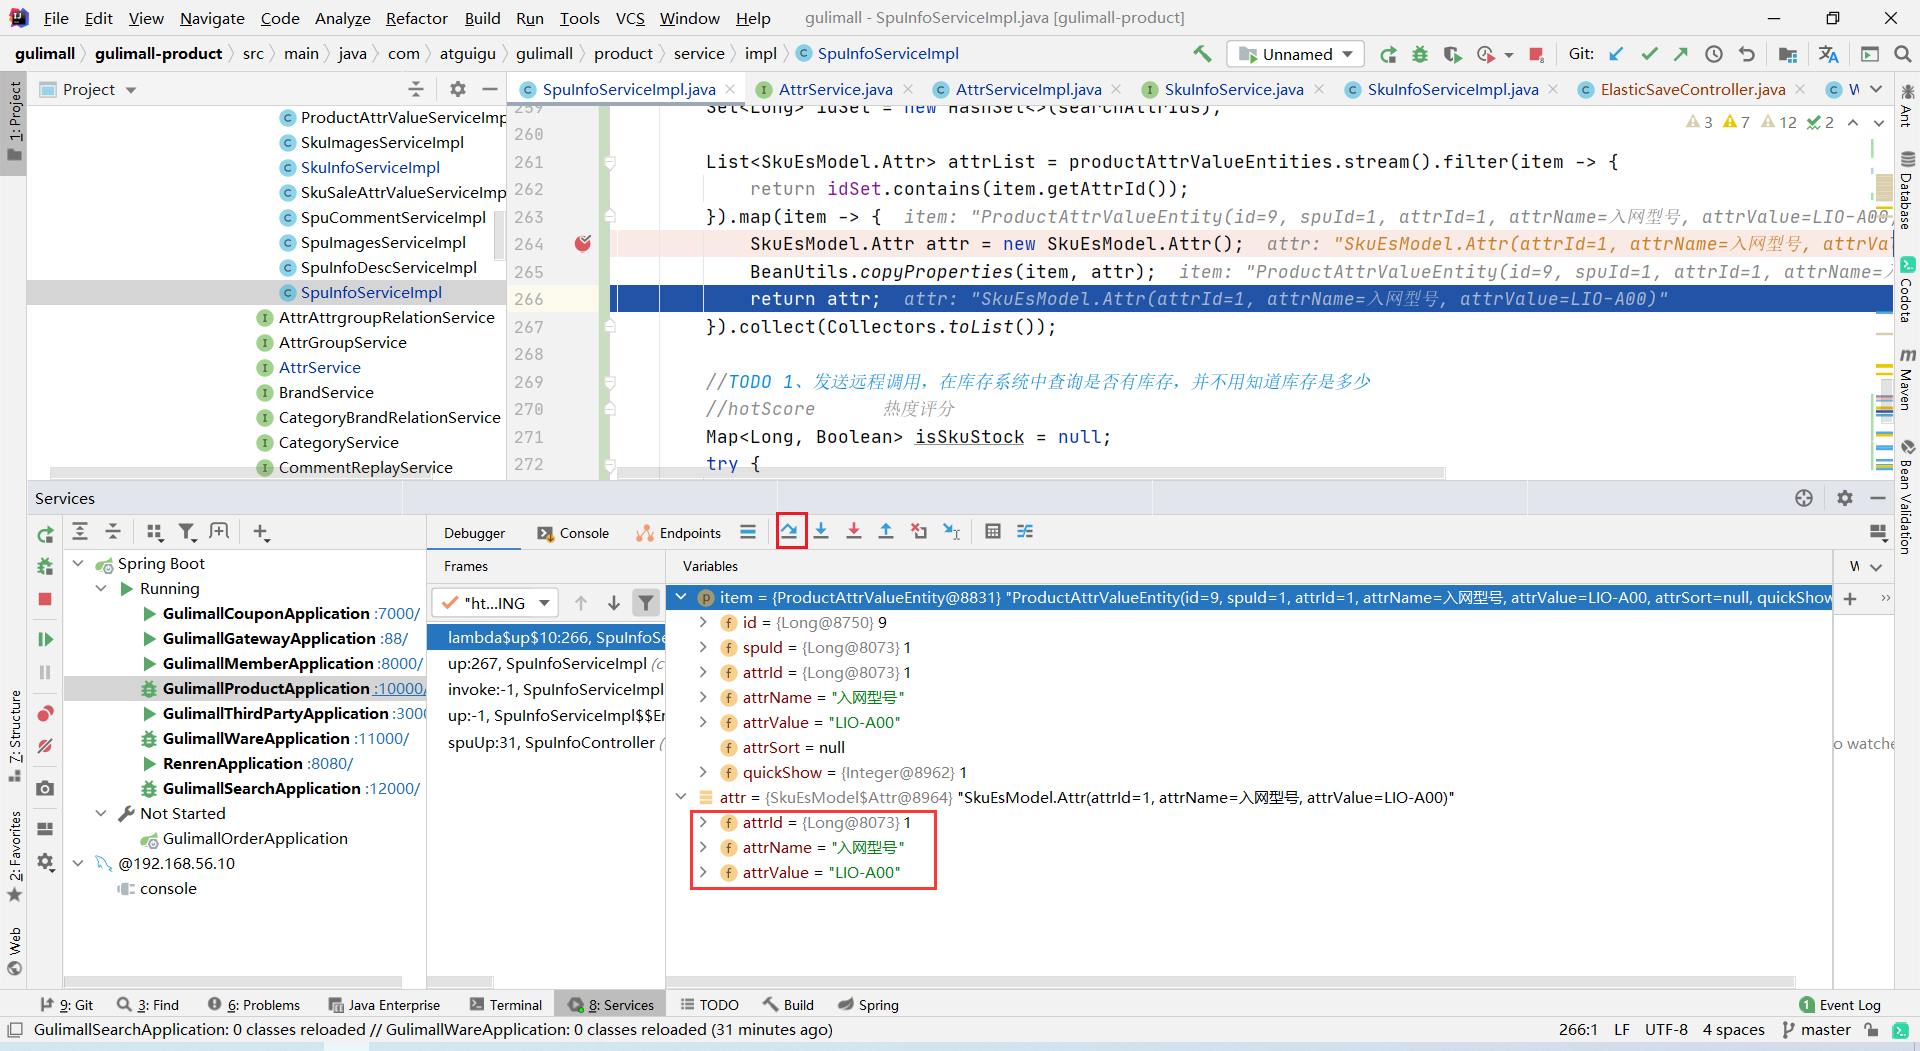 File Edit View Navigate Code Analyze Refactor Build Run Tools VCS Window Help gulimall - SpuInfoServiceImpl.java [gulimall-product]
gulimall gulimall-product src main java com atguigu gulimall product service impl SpuInfoServiceImpl Unnamed Git:
1: Project
Project
SpuInfoServiceImpl.java AttrService.java AttrServiceImpl.java SkuInfoService.java SkuInfoServiceImpl.java ElasticSaveController.java
3 7 12 2
ProductAttrValueServiceImp
SkuImagesServiceImpl
SkuInfoServiceImpl
SkuSaleAttrValueServiceImp
SpuCommentServiceImpl
SpuImagesServiceImpl
SpuInfoDescServiceImpl
SpuInfoServiceImpl
AttrAttrgroupRelationService
AttrGroupService
AttrService
BrandService
CategoryBrandRelationService
CategoryService
CommentReplayService
259 Set<Long> idSet = new HashSet<>(searchAttrIds);
260
261 List<SkuEsModel.Attr> attrList = productAttrValueEntities.stream().filter(item -> {
262 return idSet.contains(item.getAttrId());
263 }).map(item -> { item: "ProductAttrValueEntity(id=9, spuId=1, attrId=1, attrName=入网型号, attrValue=LIO-A00,
264 SkuEsModel.Attr attr = new SkuEsModel.Attr(); attr: "SkuEsModel.Attr(attrId=1, attrName=入网型号, attrVal
265 BeanUtils.copyProperties(item, attr); item: "ProductAttrValueEntity(id=9, spuId=1, attrId=1, attrName=入
266 return attr; attr: "SkuEsModel.Attr(attrId=1, attrName=入网型号, attrValue=LIO-A00)"
267 }).collect(Collectors.toList());
268
269 //TODO 1、发送远程调用，在库存系统中查询是否有库存，并不用知道库存是多少
270 //hotScore 热度评分
271 Map<Long, Boolean> isSkuStock = null;
272 try {
Ant
Database
Codota
Maven
Bean Validation
Services
Debugger Console Endpoints
Frames
Variables
Spring Boot
Running
GulimallCouponApplication :7000/
GulimallGatewayApplication :88/
GulimallMemberApplication :8000/
GulimallProductApplication :10000/
GulimallThirdPartyApplication :3000
GulimallWareApplication :11000/
RenrenApplication :8080/
GulimallSearchApplication :12000/
Not Started
GulimallOrderApplication
@192.168.56.10
console
"ht...ING
lambda$up$10:266, SpuInfoSe
up:267, SpuInfoServiceImpl (c
invoke:-1, SpuInfoServiceImpl
up:-1, SpuInfoServiceImpl$$En
spuUp:31, SpuInfoController (
item = {ProductAttrValueEntity@8831} "ProductAttrValueEntity(id=9, spuId=1, attrId=1, attrName=入网型号, attrValue=LIO-A00, attrSort=null, quickShow
id = {Long@8750} 9
spuId = {Long@8073} 1
attrId = {Long@8073} 1
attrName = "入网型号"
attrValue = "LIO-A00"
attrSort = null
quickShow = {Integer@8962} 1
attr = {SkuEsModel$Attr@8964} "SkuEsModel.Attr(attrId=1, attrName=入网型号, attrValue=LIO-A00)"
attrId = {Long@8073} 1
attrName = "入网型号"
attrValue = "LIO-A00"
o watche
7: Structure
2: Favorites
Web
9: Git 3: Find 6: Problems Java Enterprise Terminal 8: Services TODO Build Spring 1 Event Log
GulimallSearchApplication: 0 classes reloaded // GulimallWareApplication: 0 classes reloaded (31 minutes ago) 266:1 LF UTF-8 4 spaces master